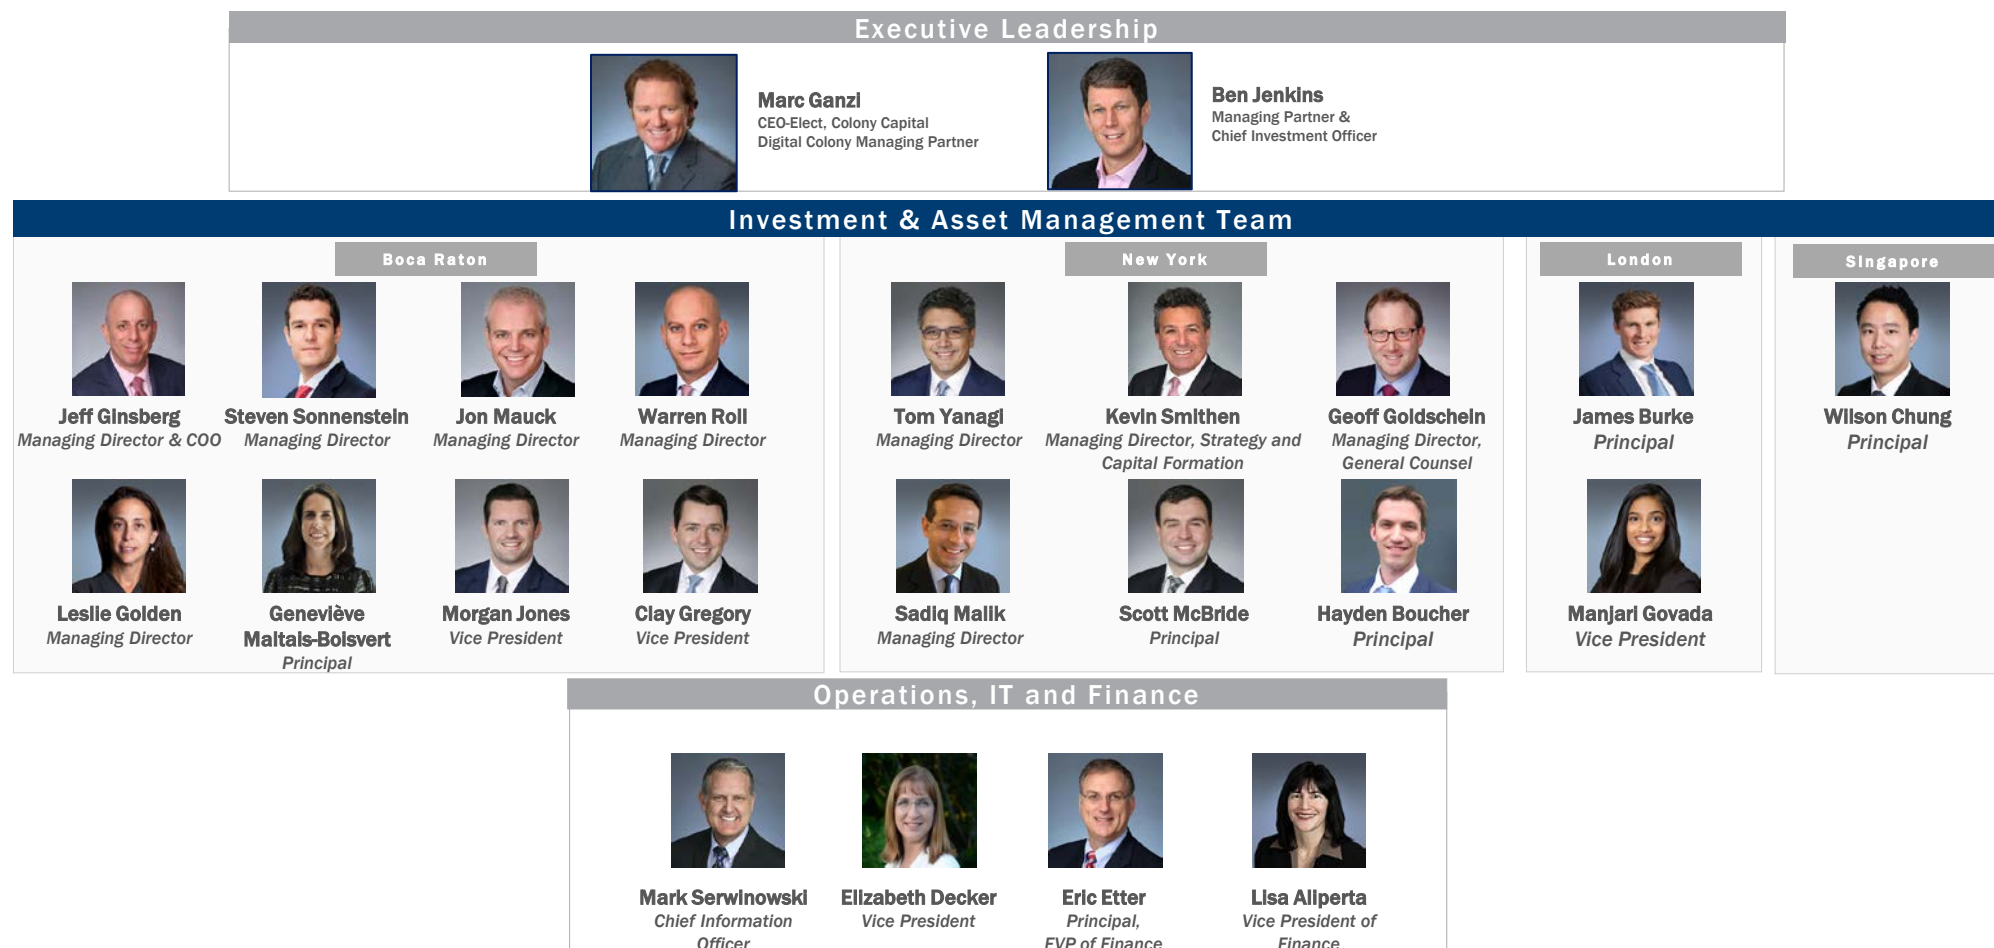 Executive Leadership
Marc Ganzi
CEO-Elect, Colony Capital
Digital Colony Managing Partner
Ben Jenkins
Managing Partner &
Chief Investment Officer
Investment & Asset Management Team
Boca Raton
Jeff Ginsberg
Managing Director & COO
Steven Sonnenstein
Managing Director
Jon Mauck
Managing Director
Warren Roll
Managing Director
Leslie Golden
Managing Director
Geneviève
Maltais-Boisvert
Principal
Morgan Jones
Vice President
Clay Gregory
Vice President
New York
Tom Yanagi
Managing Director
Kevin Smithen
Managing Director, Strategy and
Capital Formation
Geoff Goldschein
Managing Director,
General Counsel
Sadiq Malik
Managing Director
Scott McBride
Principal
Hayden Boucher
Principal
London
James Burke
Principal
Manjari Govada
Vice President
Singapore
Wilson Chung
Principal
Operations, IT and Finance
Mark Serwinowski
Chief Information
Officer
Elizabeth Decker
Vice President
Eric Etter
Principal,
EVP of Finance
Lisa Aliperta
Vice President of
Finance